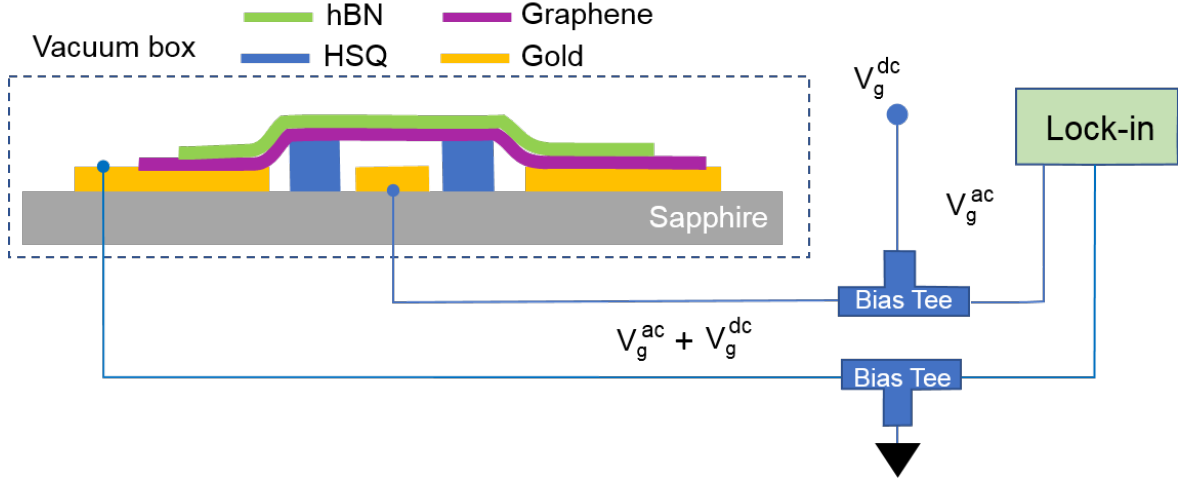 hBN
Graphene
Vacuum box
HSQ
Gold
V_g^dc
Lock-in
V_g^ac
Sapphire
Bias Tee
V_g^ac + V_g^dc
Bias Tee